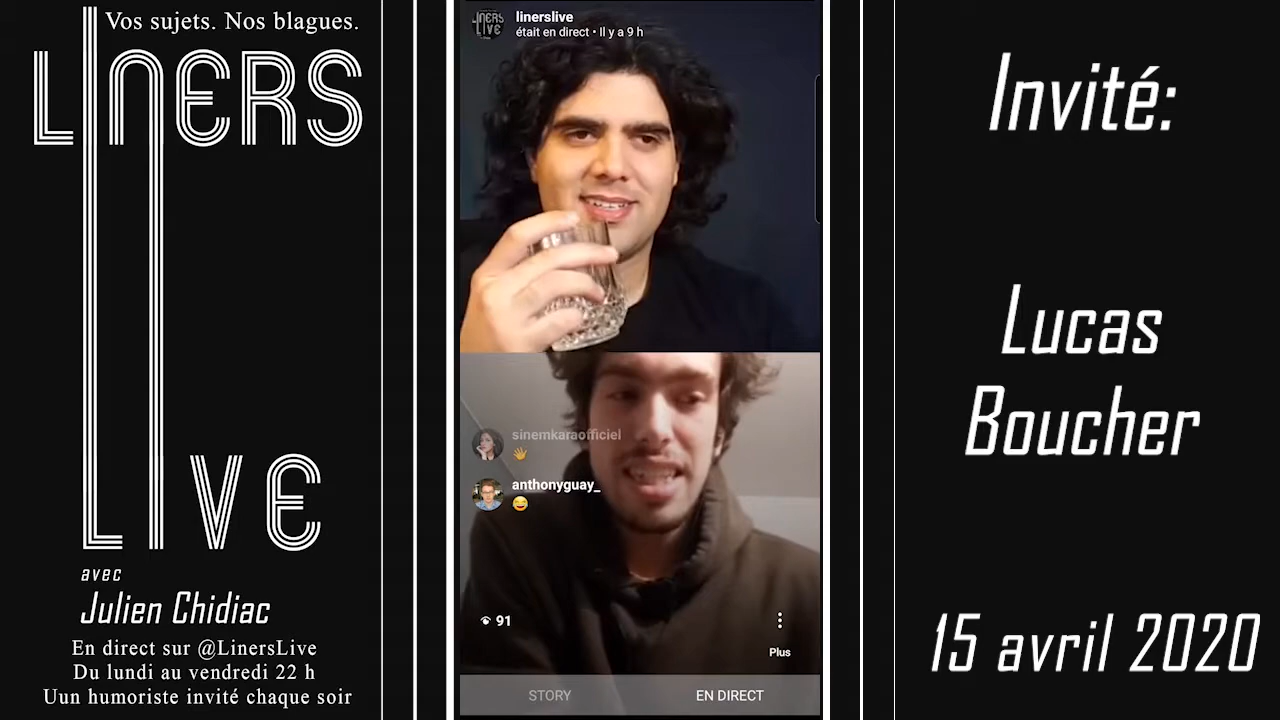 Vos sujets. Nos blagues.
LINERS
LIVE
avec
Julien Chidiac
En direct sur @LinersLive
Du lundi au vendredi 22 h
Uun humoriste invité chaque soir
LINERS
LIVE
linerslive
était en direct • Il y a 9 h
sinemkaraofficiel
anthonyguay_
91
Plus
STORY
EN DIRECT
Invité:
Lucas
Boucher
15 avril 2020